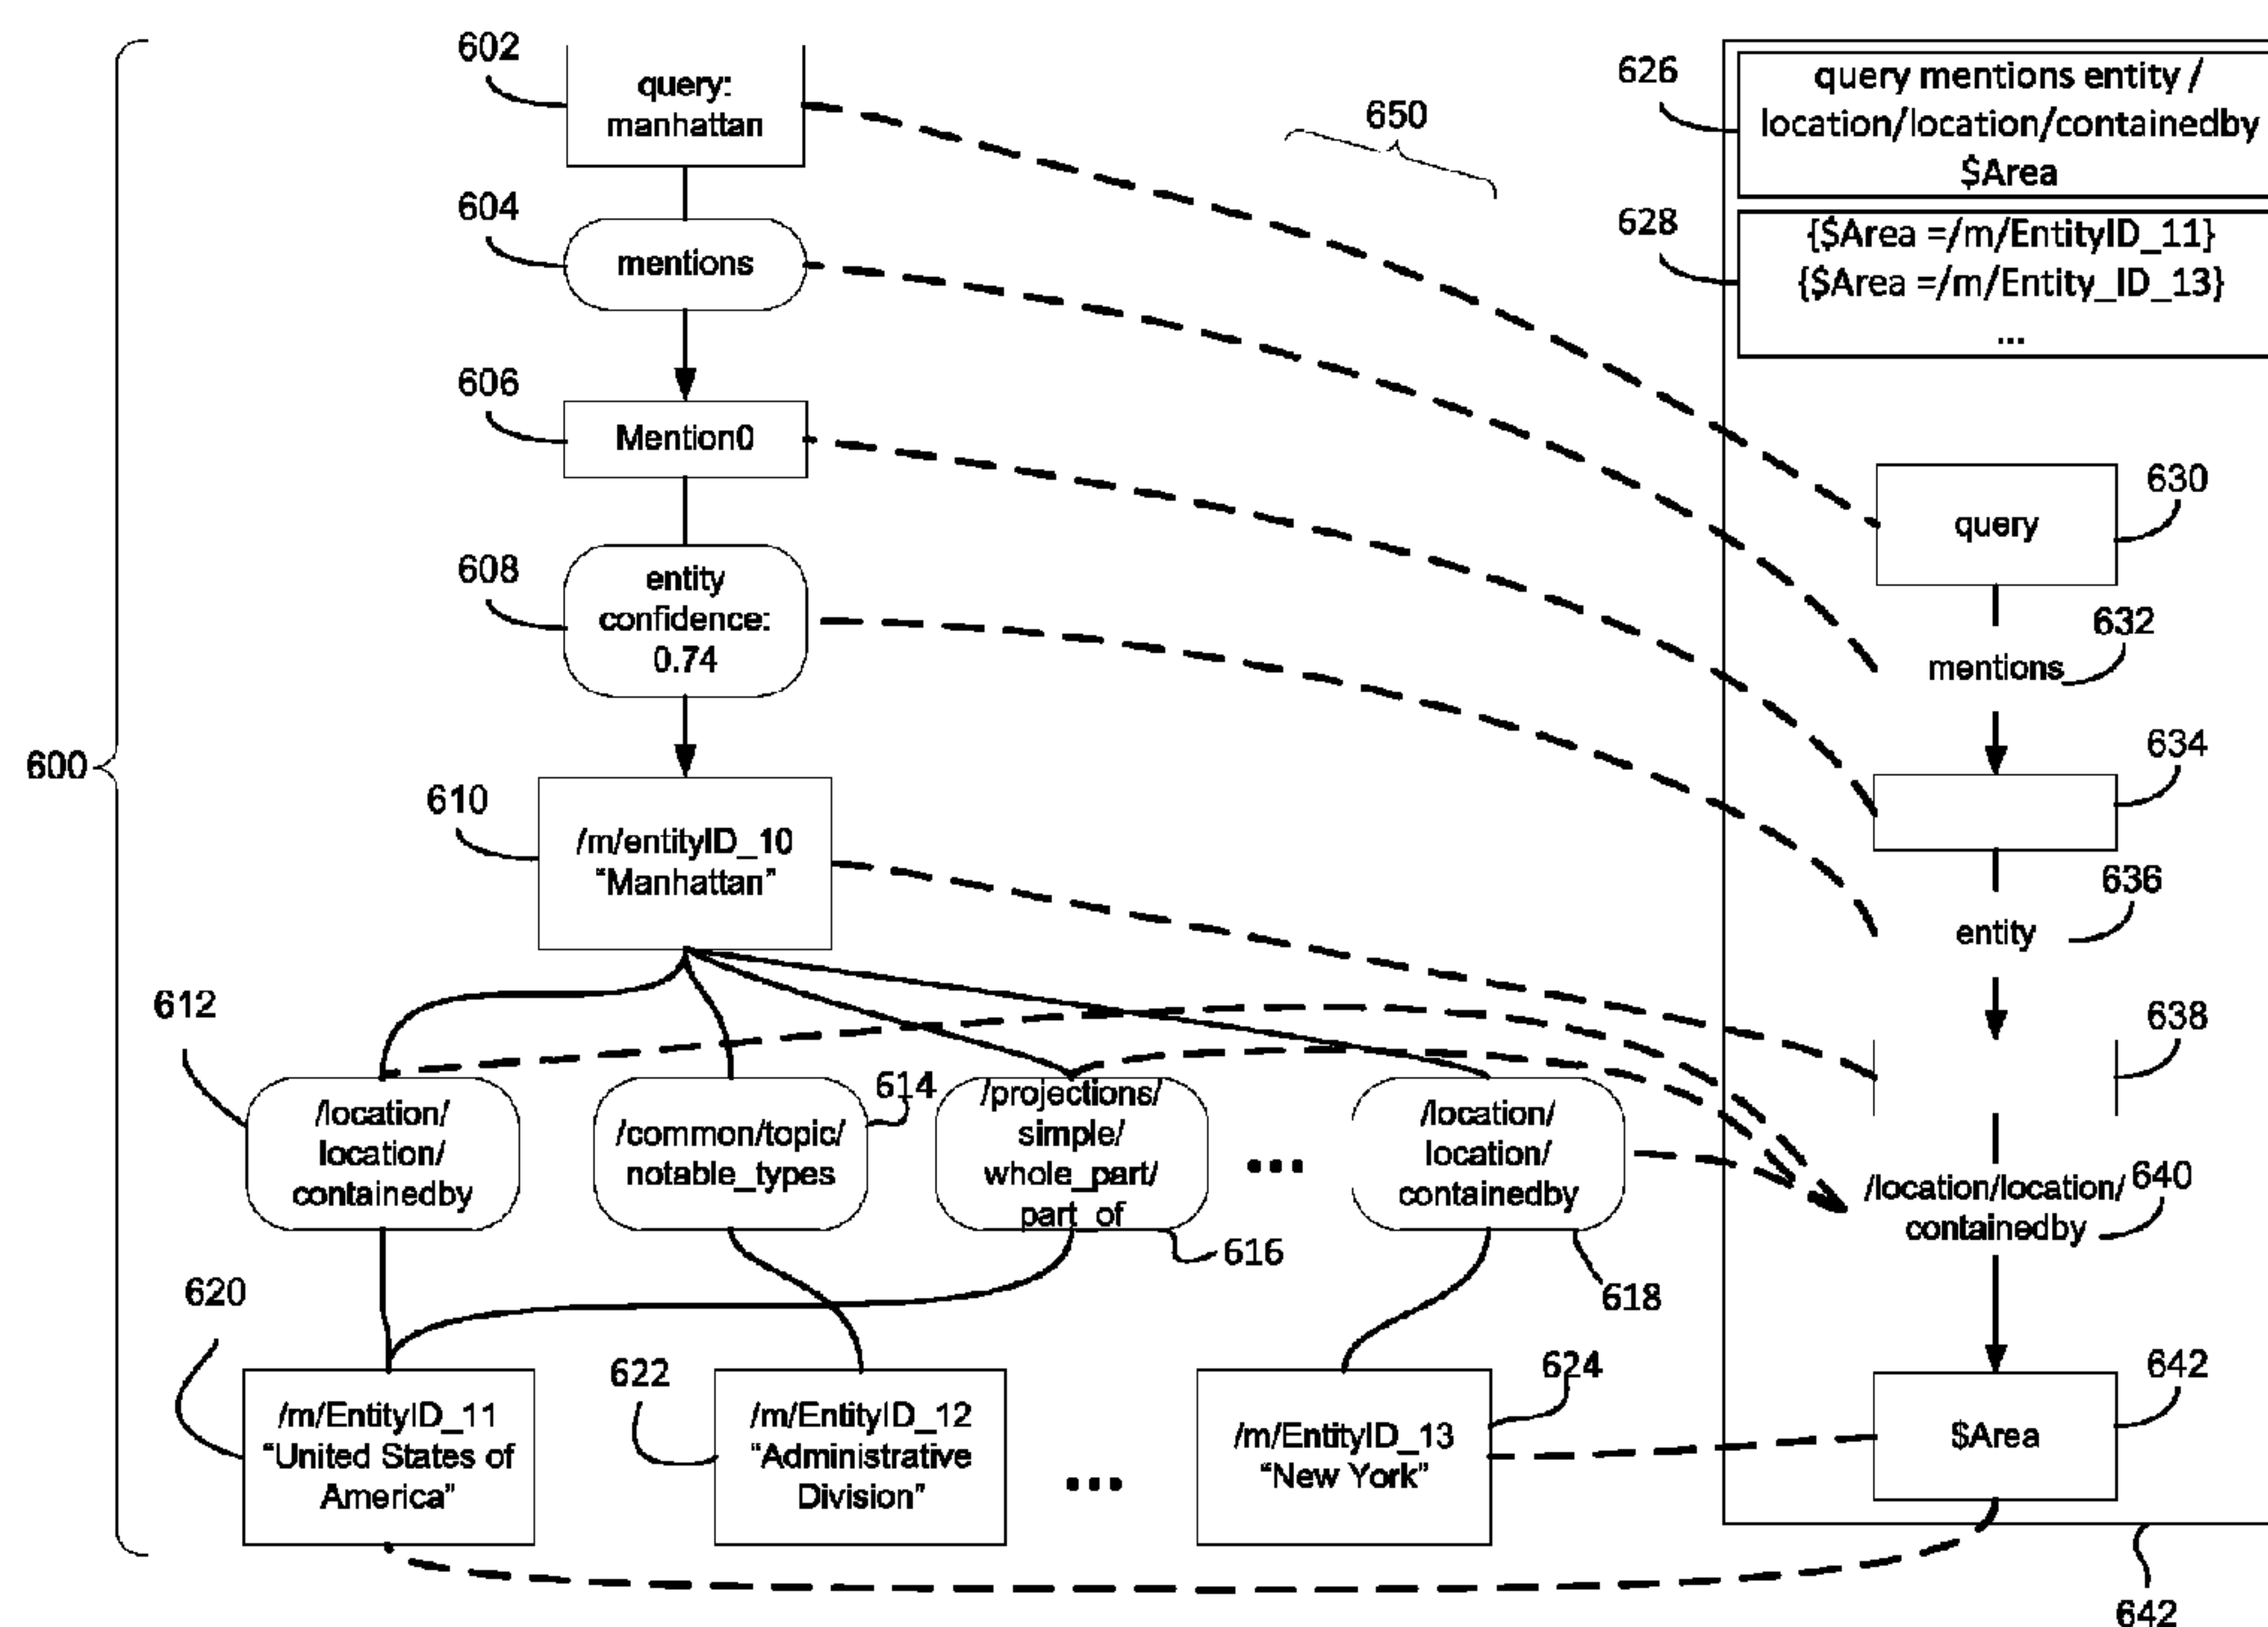 602
query:
manhattan
604
mentions
606
Mention0
608
entity
confidence:
0.74
610
/m/entityID_10
“Manhattan”
600
612
/location/
location/
containedby
614
/common/topic/
notable_types
/projections/
simple/
whole_part/
part_of
616
...
/location/
location/
containedby
618
620
/m/EntityID_11
“United States of
America”
622
/m/EntityID_12
“Administrative
Division”
...
624
/m/EntityID_13
“New York”
650
626
query mentions entity /
location/location/containedby
$Area
628
{$Area =/m/EntityID_11}
{$Area =/m/Entity_ID_13}
...
630
query
632
mentions
634
636
entity
638
/location/location/
containedby
640
642
$Area
642